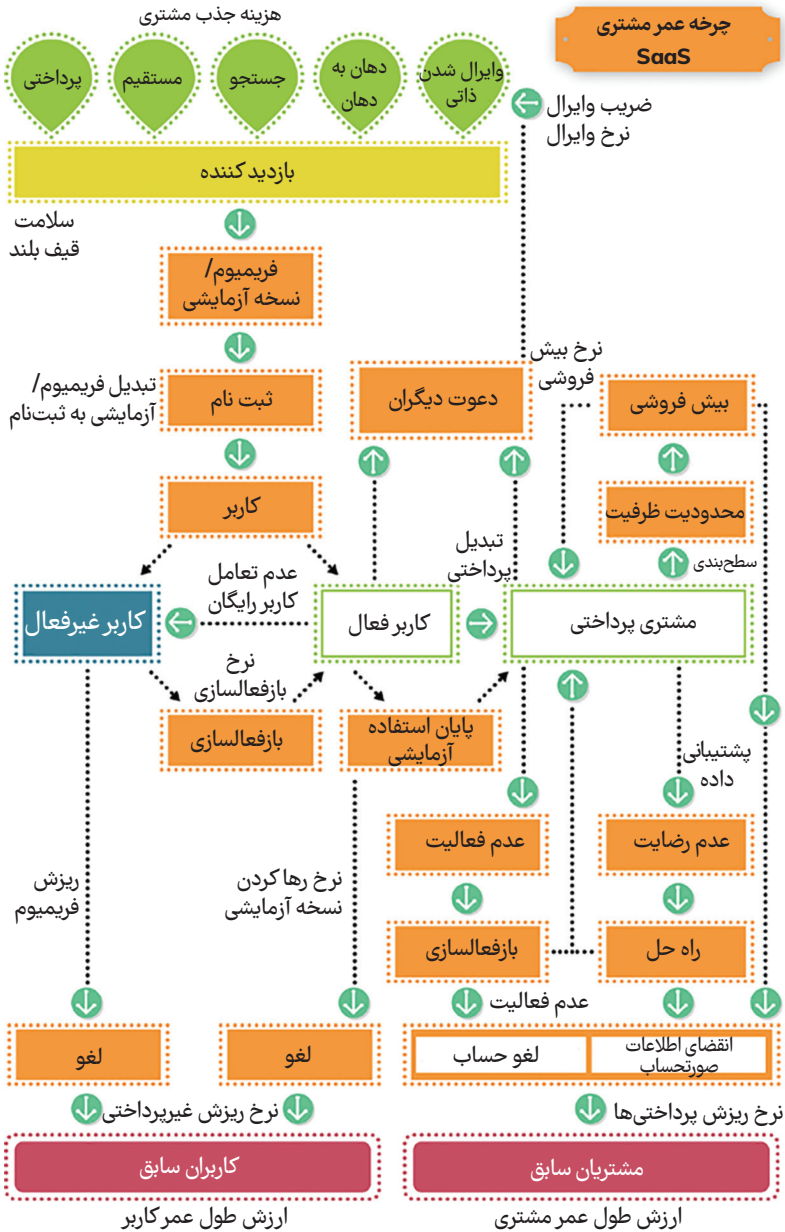 چرخه عمر مشتری
SaaS
هزینه جذب مشتری
وایرال شدن
ذاتی
دهان به
دهان
جستجو
مستقیم
پرداختی
ضریب وایرال
نرخ وایرال
بازدید کننده
سلامت
قیف بلند
فریمیوم/
نسخه آزمایشی
تبدیل فریمیوم/
آزمایشی به ثبت‌نام
ثبت نام
دعوت دیگران
نرخ بیش
فروشی
بیش فروشی
کاربر
محدودیت ظرفیت
تبدیل
پرداختی
سطح‌بندی
عدم تعامل
کاربر رایگان
مشتری پرداختی
کاربر فعال
کاربر غیرفعال
نرخ
بازفعالسازی
بازفعالسازی
پایان استفاده
آزمایشی
پشتیبانی
داده
عدم رضایت
عدم فعالیت
نرخ رها کردن
نسخه آزمایشی
ریزش
فریمیوم
راه حل
بازفعالسازی
عدم فعالیت
انقضای اطلاعات
صورتحساب
لغو حساب
لغو
لغو
نرخ ریزش پرداختی‌ها
نرخ ریزش غیرپرداختی
مشتریان سابق
کاربران سابق
ارزش طول عمر مشتری
ارزش طول عمر کاربر